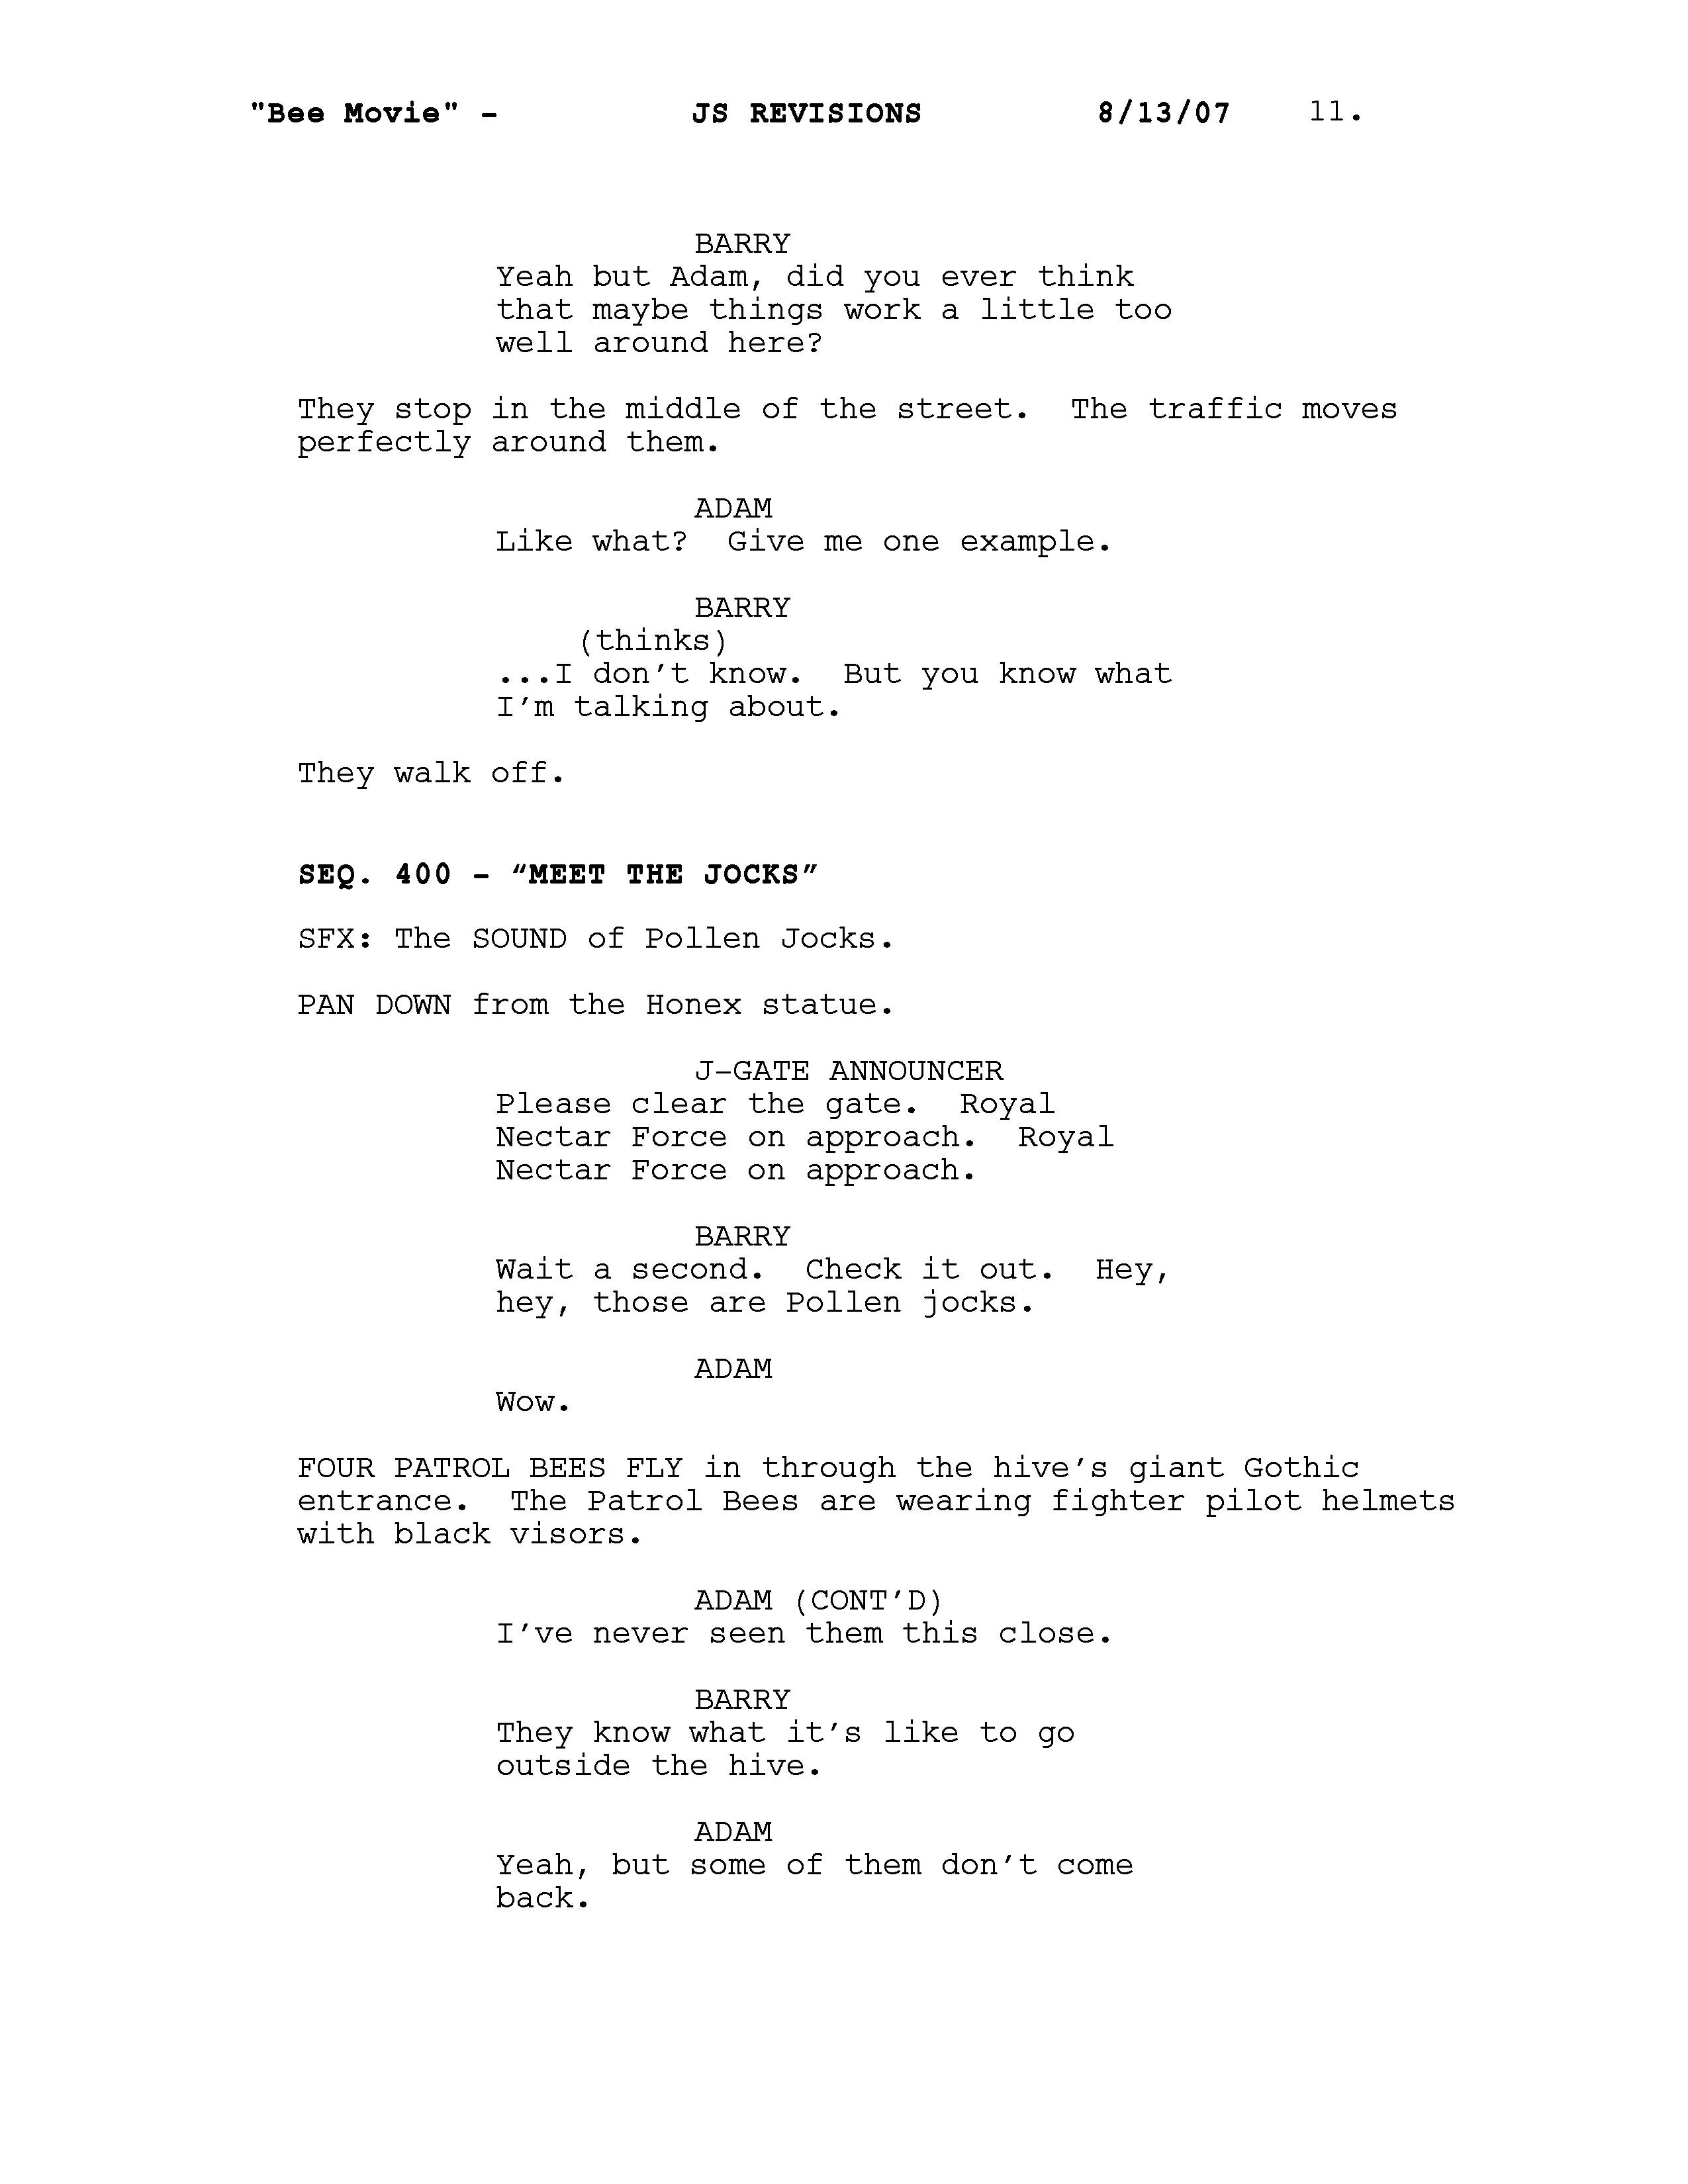 "Bee Movie" - JS REVISIONS 8/13/07 11.
BARRY
Yeah but Adam, did you ever think
that maybe things work a little too
well around here?
They stop in the middle of the street.  The traffic moves
perfectly around them.
ADAM
Like what?  Give me one example.
BARRY
(thinks)
...I don’t know.  But you know what
I’m talking about.
They walk off.
SEQ. 400 - “MEET THE JOCKS”
SFX: The SOUND of Pollen Jocks.
PAN DOWN from the Honex statue.
J-GATE ANNOUNCER
Please clear the gate.  Royal
Nectar Force on approach.  Royal
Nectar Force on approach.
BARRY
Wait a second.  Check it out.  Hey,
hey, those are Pollen jocks.
ADAM
Wow.
FOUR PATROL BEES FLY in through the hive’s giant Gothic
entrance.  The Patrol Bees are wearing fighter pilot helmets
with black visors.
ADAM (CONT’D)
I’ve never seen them this close.
BARRY
They know what it’s like to go
outside the hive.
ADAM
Yeah, but some of them don’t come
back.